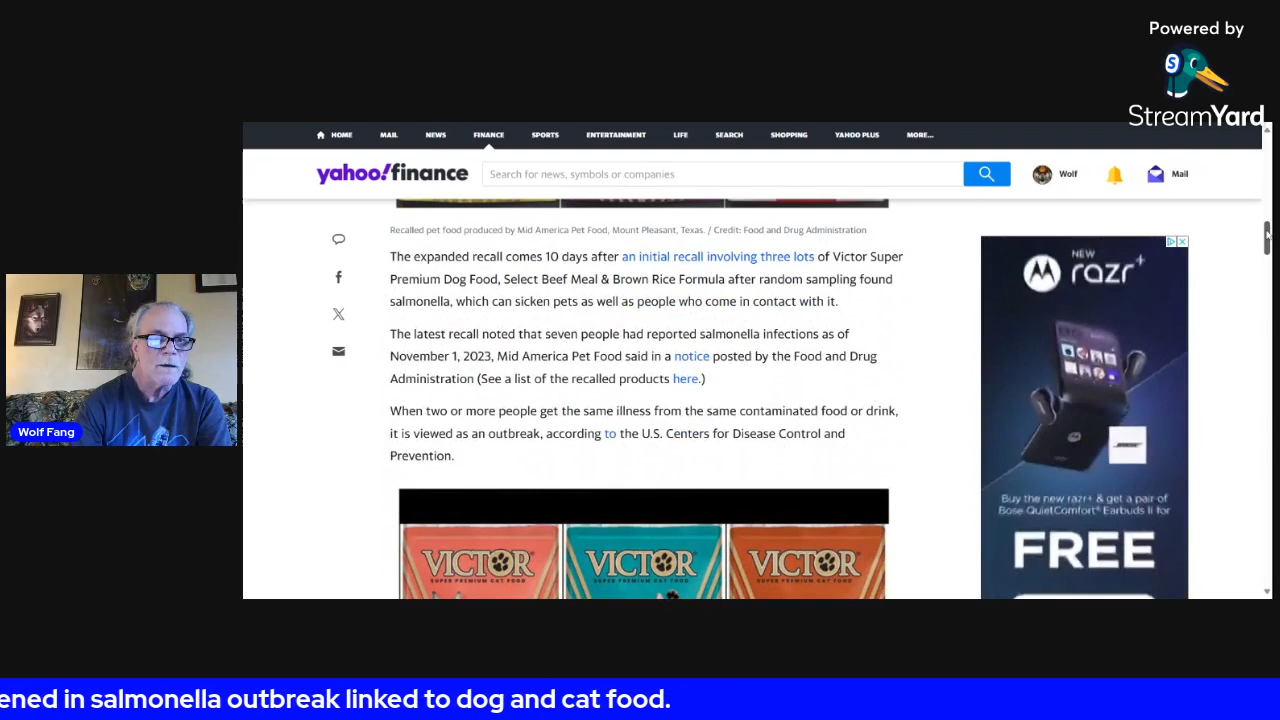 Powered by
StreamYard
HOME MAIL NEWS FINANCE SPORTS ENTERTAINMENT LIFE SEARCH SHOPPING YAHOO PLUS MORE...
yahoo!finance
Search for news, symbols or companies
Wolf
Mail
Recalled pet food produced by Mid America Pet Food, Mount Pleasant, Texas. / Credit: Food and Drug Administration
The expanded recall comes 10 days after an initial recall involving three lots of Victor Super
Premium Dog Food, Select Beef Meal & Brown Rice Formula after random sampling found
salmonella, which can sicken pets as well as people who come in contact with it.
The latest recall noted that seven people had reported salmonella infections as of
November 1, 2023, Mid America Pet Food said in a notice posted by the Food and Drug
Administration (See a list of the recalled products here.)
When two or more people get the same illness from the same contaminated food or drink,
it is viewed as an outbreak, according to the U.S. Centers for Disease Control and
Prevention.
VICTOR
SUPER PREMIUM CAT FOOD
VICTOR
SUPER PREMIUM CAT FOOD
VICTOR
SUPER PREMIUM CAT FOOD
NEW
razr+
Buy the new razr+ & get a pair of
Bose QuietComfort® Earbuds II for
FREE
Wolf Fang
ened in salmonella outbreak linked to dog and cat food.